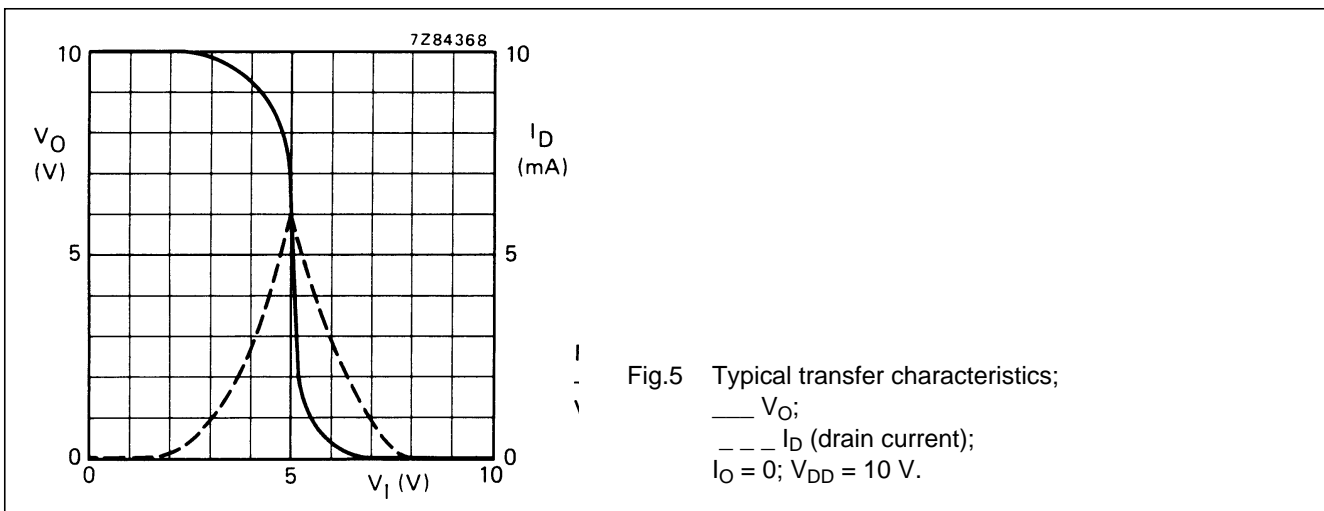 7Z84368
10
10
V_O
(V)
I_D
(mA)
5
5
0
0
0
5
10
V_I (V)
Fig.5 Typical transfer characteristics;
___ V_O;
_ _ _ I_D (drain current);
I_O = 0; V_DD = 10 V.